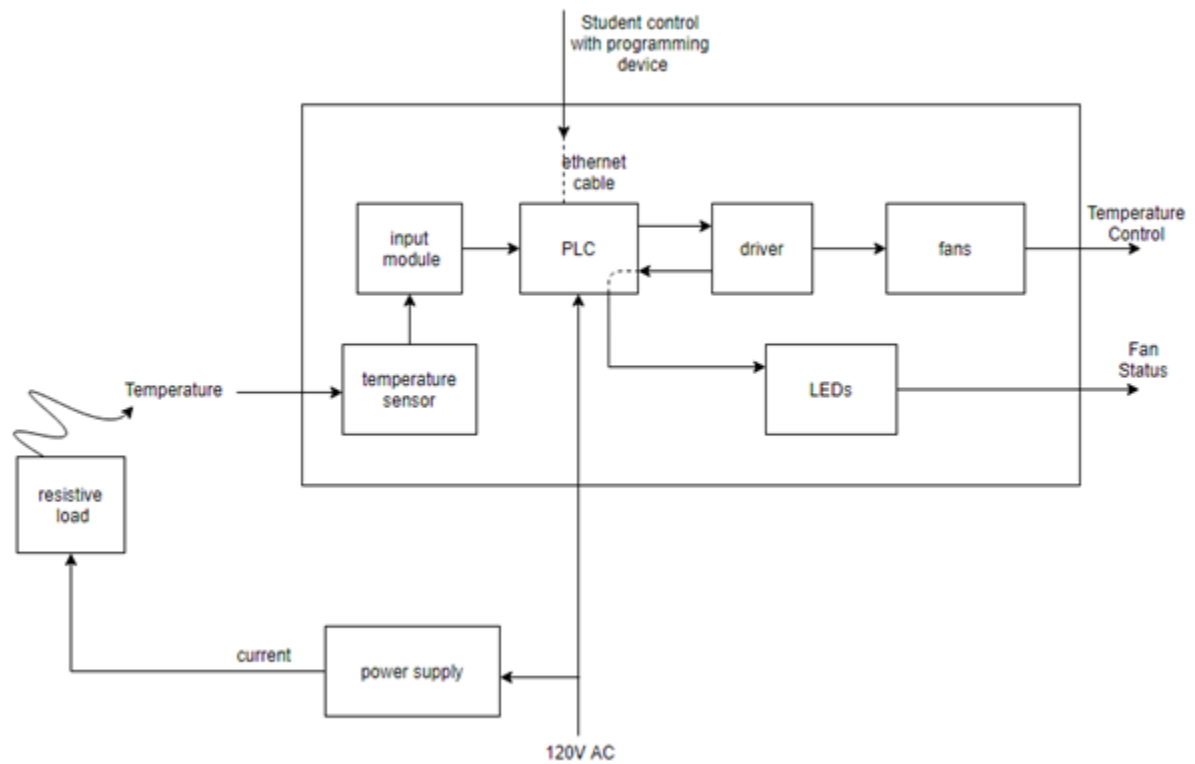 Student control
with programming
device
ethernet
cable
input
module
PLC
driver
fans
Temperature
Control
Temperature
temperature
sensor
LEDs
Fan
Status
resistive
load
current
power supply
120V AC